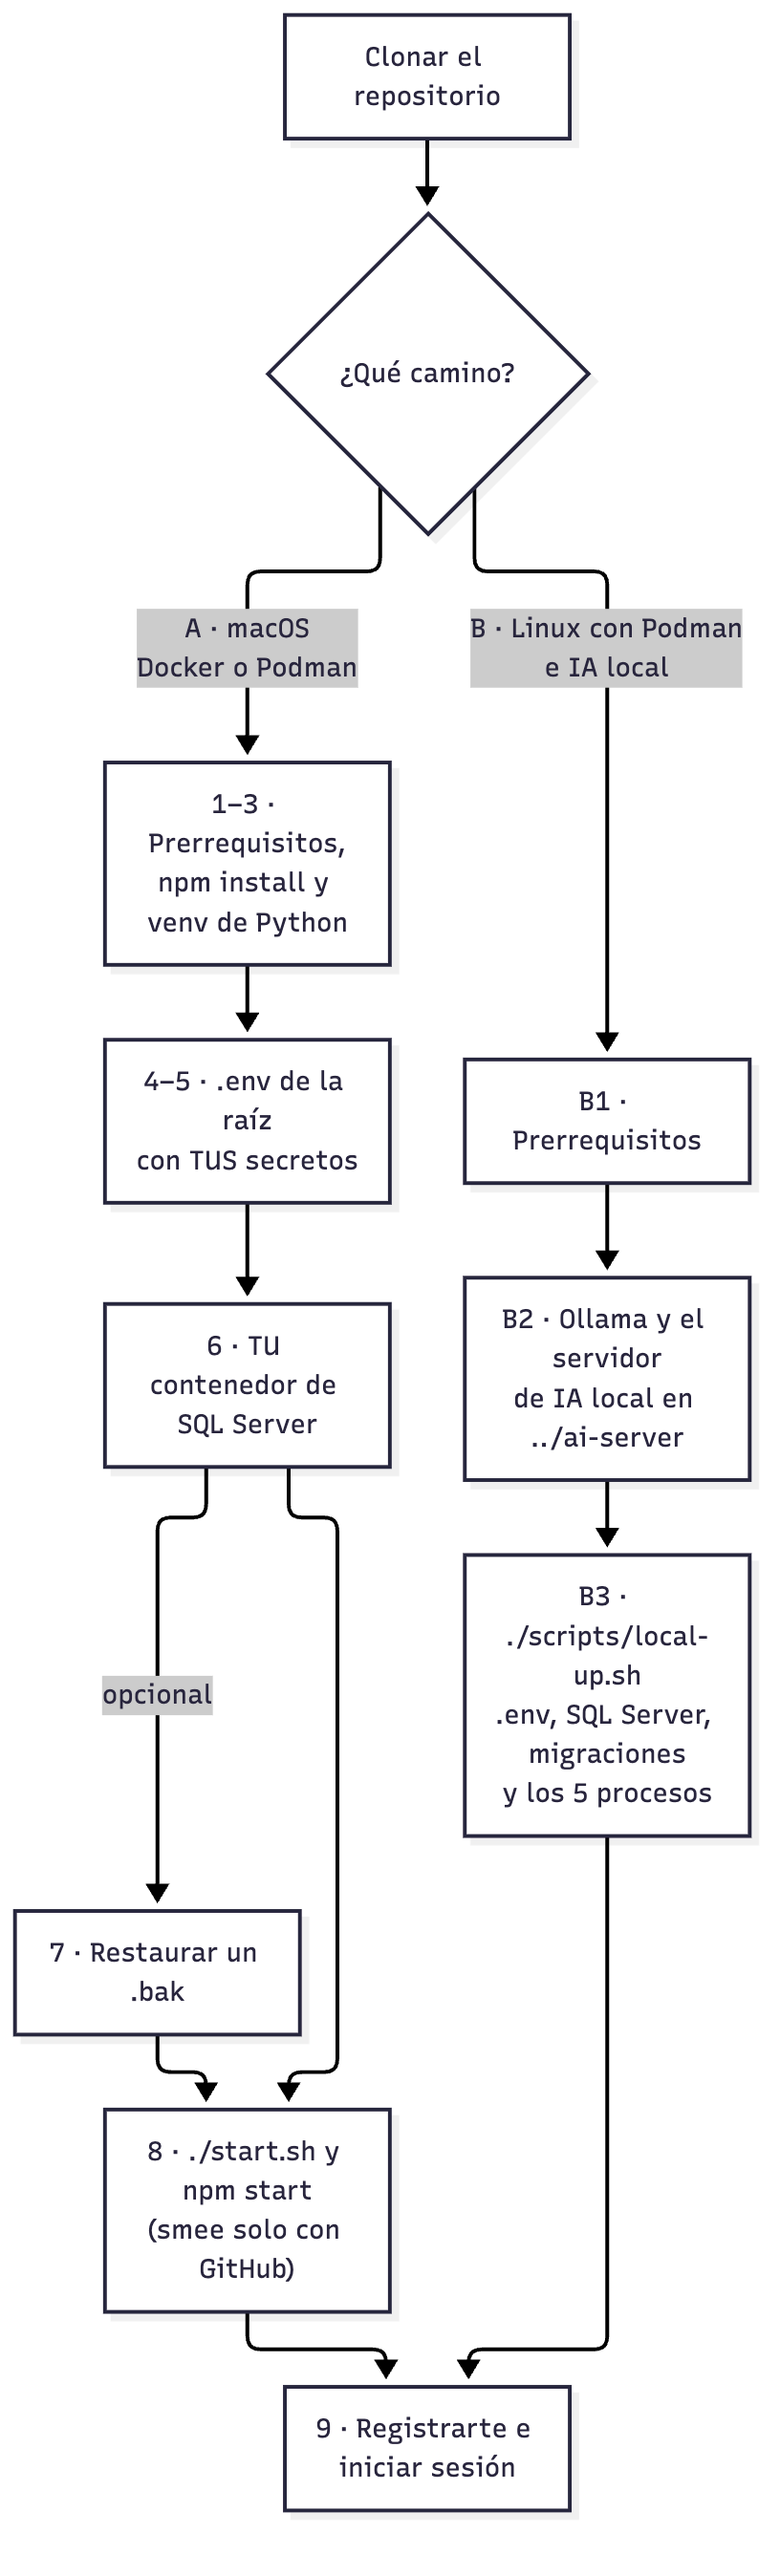 Clonar el
repositorio
¿Qué camino?
A · macOS
Docker o Podman
B · Linux con Podman
e IA local
1–3 ·
Prerrequisitos,
npm install y
venv de Python
4–5 · .env de la
raíz
con TUS secretos
B1 ·
Prerrequisitos
6 · TU
contenedor de
SQL Server
B2 · Ollama y el
servidor
de IA local en
../ai-server
B3 ·
./scripts/local-
up.sh
.env, SQL Server,
migraciones
y los 5 procesos
opcional
7 · Restaurar un
.bak
8 · ./start.sh y
npm start
(smee solo con
GitHub)
9 · Registrarte e
iniciar sesión